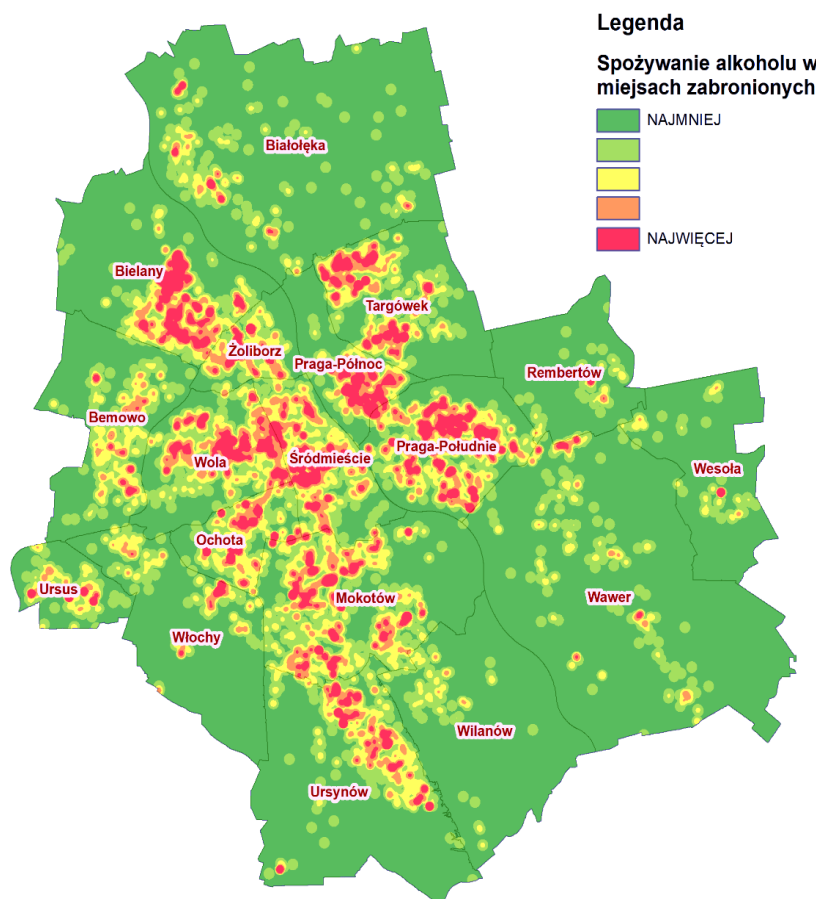 Legenda
Spożywanie alkoholu w
miejsach zabronionych
NAJMNIEJ
NAJWIĘCEJ
Białołęka
Bielany
Targówek
Żoliborz
Praga-Północ
Rembertów
Bemowo
Praga-Południe
Wola
Śródmieście
Wesoła
Ochota
Ursus
Mokotów
Wawer
Włochy
Wilanów
Ursynów